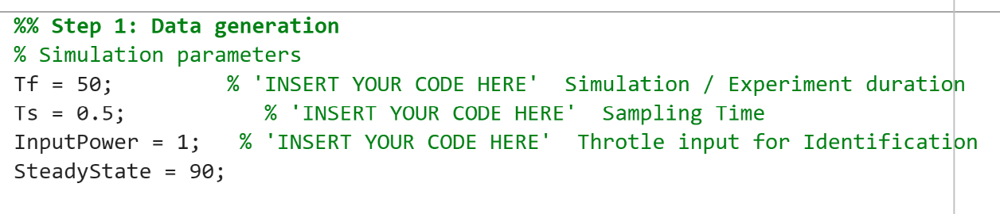 %% Step 1: Data generation
% Simulation parameters
Tf = 50;         % 'INSERT YOUR CODE HERE'  Simulation / Experiment duration
Ts = 0.5;           % 'INSERT YOUR CODE HERE'  Sampling Time
InputPower = 1;   % 'INSERT YOUR CODE HERE'  Throtle input for Identification
SteadyState = 90;